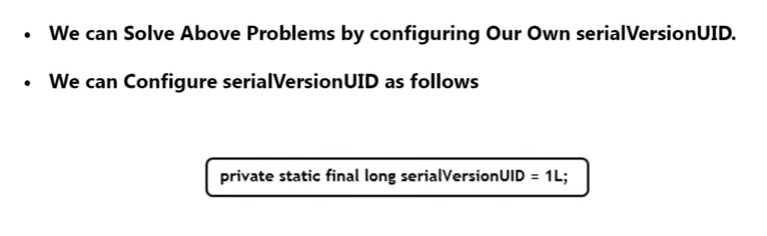 • We can Solve Above Problems by configuring Our Own serialVersionUID.
• We can Configure serialVersionUID as follows
private static final long serialVersionUID = 1L;